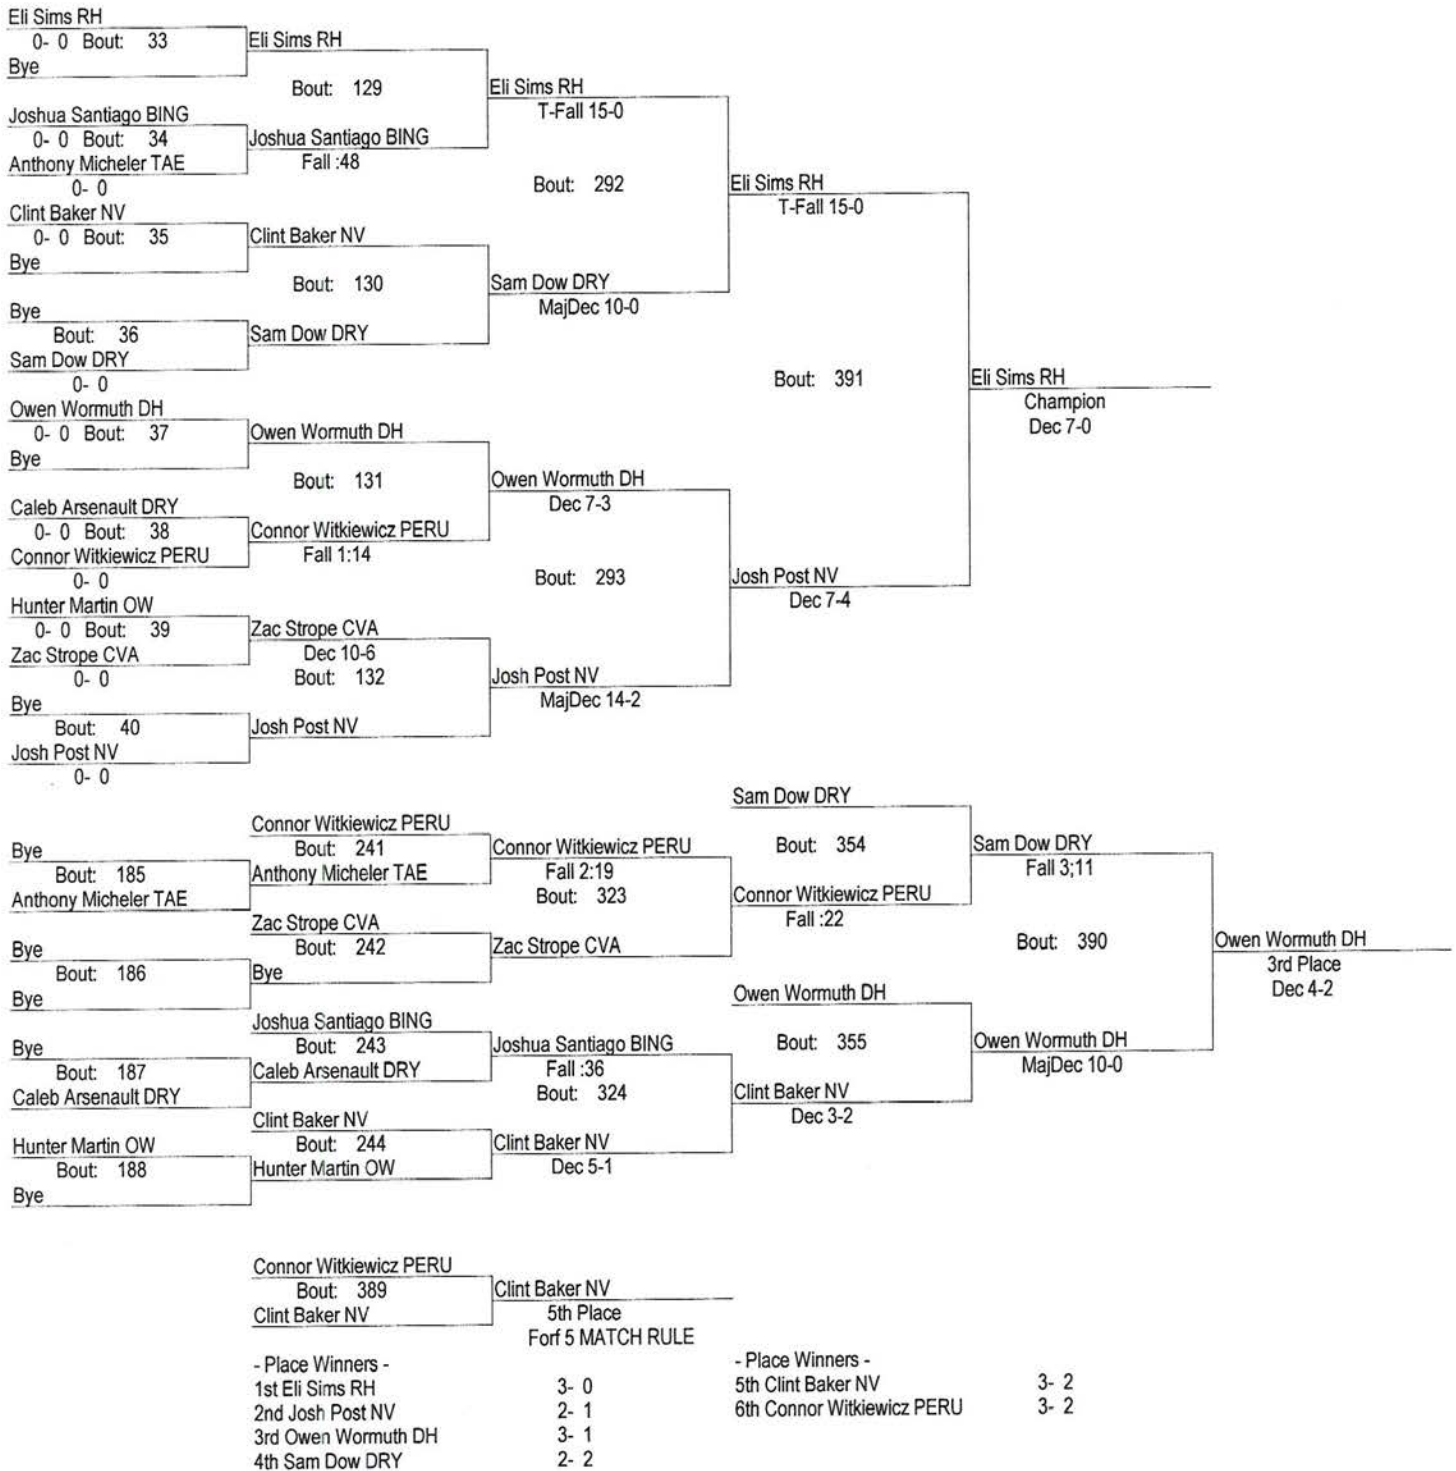 Eli Sims RH
0- 0 Bout: 33
Bye
Eli Sims RH
Bout: 129
Joshua Santiago BING
0- 0 Bout: 34
Anthony Micheler TAE
0- 0
Joshua Santiago BING
Fall :48
Eli Sims RH
T-Fall 15-0
Bout: 292
Clint Baker NV
0- 0 Bout: 35
Bye
Clint Baker NV
Bout: 130
Bye
Bout: 36
Sam Dow DRY
0- 0
Sam Dow DRY
Sam Dow DRY
MajDec 10-0
Eli Sims RH
T-Fall 15-0
Bout: 391
Owen Wormuth DH
0- 0 Bout: 37
Bye
Owen Wormuth DH
Bout: 131
Caleb Arsenault DRY
0- 0 Bout: 38
Connor Witkiewicz PERU
0- 0
Connor Witkiewicz PERU
Fall 1:14
Owen Wormuth DH
Dec 7-3
Bout: 293
Hunter Martin OW
0- 0 Bout: 39
Zac Strope CVA
0- 0
Zac Strope CVA
Dec 10-6
Bout: 132
Bye
Bout: 40
Josh Post NV
0- 0
Josh Post NV
Josh Post NV
MajDec 14-2
Josh Post NV
Dec 7-4
Eli Sims RH
Champion
Dec 7-0
Bye
Bout: 185
Anthony Micheler TAE
Connor Witkiewicz PERU
Bout: 241
Anthony Micheler TAE
Connor Witkiewicz PERU
Fall 2:19
Bout: 323
Bye
Bout: 186
Bye
Zac Strope CVA
Bout: 242
Bye
Zac Strope CVA
Sam Dow DRY
Bout: 354
Connor Witkiewicz PERU
Fall :22
Sam Dow DRY
Fall 3;11
Bout: 390
Bye
Bout: 187
Caleb Arsenault DRY
Joshua Santiago BING
Bout: 243
Caleb Arsenault DRY
Joshua Santiago BING
Fall :36
Bout: 324
Hunter Martin OW
Bout: 188
Bye
Clint Baker NV
Bout: 244
Hunter Martin OW
Clint Baker NV
Dec 5-1
Owen Wormuth DH
Bout: 355
Clint Baker NV
Dec 3-2
Owen Wormuth DH
MajDec 10-0
Owen Wormuth DH
3rd Place
Dec 4-2
Connor Witkiewicz PERU
Bout: 389
Clint Baker NV
Clint Baker NV
5th Place
Forf 5 MATCH RULE
- Place Winners -
1st Eli Sims RH 3- 0
2nd Josh Post NV 2- 1
3rd Owen Wormuth DH 3- 1
4th Sam Dow DRY 2- 2
- Place Winners -
5th Clint Baker NV 3- 2
6th Connor Witkiewicz PERU 3- 2